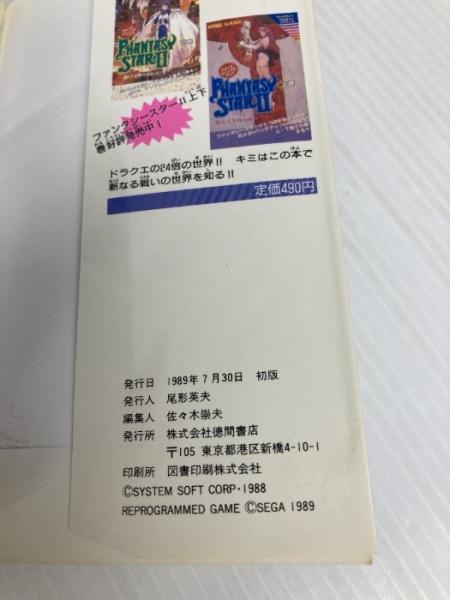 PHANTASY
STAR II
PHANTASY
STAR II
ファンタシースターII上下
巻好評発売中!
ドラクエの24倍の世界!! キミはこの本で
新なる戦いの世界を知る!!
定価490円
発行日 1989年7月30日 初版
発行人 尾形英夫
編集人 佐々木崇夫
発行所 株式会社徳間書店
〒105 東京都港区新橋4-10-1
印刷所 図書印刷株式会社
©SYSTEM SOFT CORP・1988
REPROGRAMMED GAME ©SEGA 1989